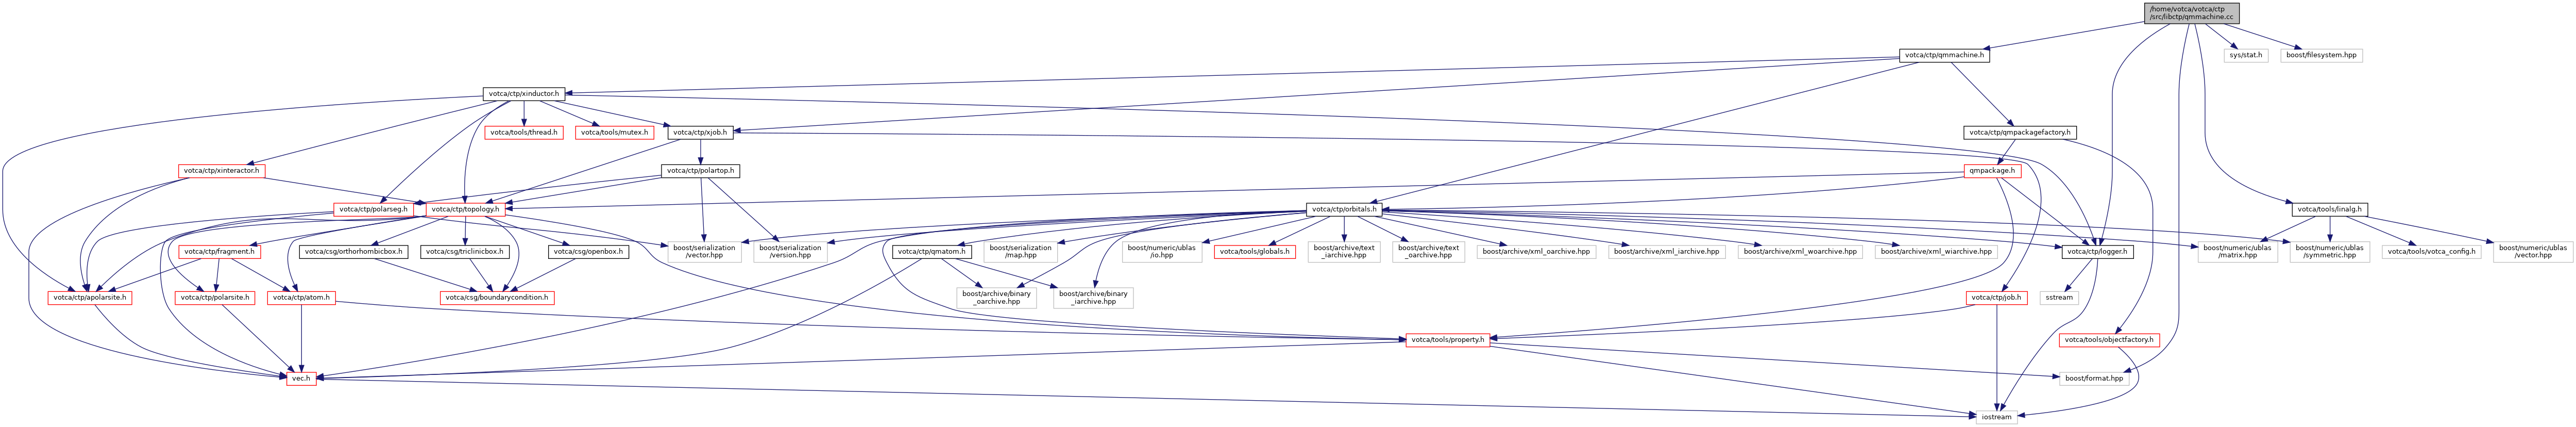 /home/votca/votca/ctp
/src/libctp/qmmachine.cc
votca/ctp/qmmachine.h
sys/stat.h
boost/filesystem.hpp
votca/ctp/xinductor.h
votca/tools/thread.h
votca/tools/mutex.h
votca/ctp/xjob.h
votca/ctp/qmpackagefactory.h
votca/ctp/xinteractor.h
votca/ctp/polartop.h
qmpackage.h
votca/ctp/polarseg.h
votca/ctp/topology.h
votca/ctp/orbitals.h
votca/tools/linalg.h
votca/ctp/fragment.h
votca/csg/orthorhombicbox.h
votca/csg/triclinicbox.h
votca/csg/openbox.h
boost/serialization
/vector.hpp
boost/serialization
/version.hpp
votca/ctp/qmatom.h
boost/serialization
/map.hpp
boost/numeric/ublas
/io.hpp
votca/tools/globals.h
boost/archive/text
_iarchive.hpp
boost/archive/text
_oarchive.hpp
boost/archive/xml_oarchive.hpp
boost/archive/xml_iarchive.hpp
boost/archive/xml_woarchive.hpp
boost/archive/xml_wiarchive.hpp
votca/ctp/logger.h
boost/numeric/ublas
/matrix.hpp
boost/numeric/ublas
/symmetric.hpp
votca/tools/votca_config.h
boost/numeric/ublas
/vector.hpp
votca/ctp/apolarsite.h
votca/ctp/polarsite.h
votca/ctp/atom.h
votca/csg/boundarycondition.h
boost/archive/binary
_oarchive.hpp
boost/archive/binary
_iarchive.hpp
votca/ctp/job.h
sstream
votca/tools/property.h
votca/tools/objectfactory.h
vec.h
boost/format.hpp
iostream